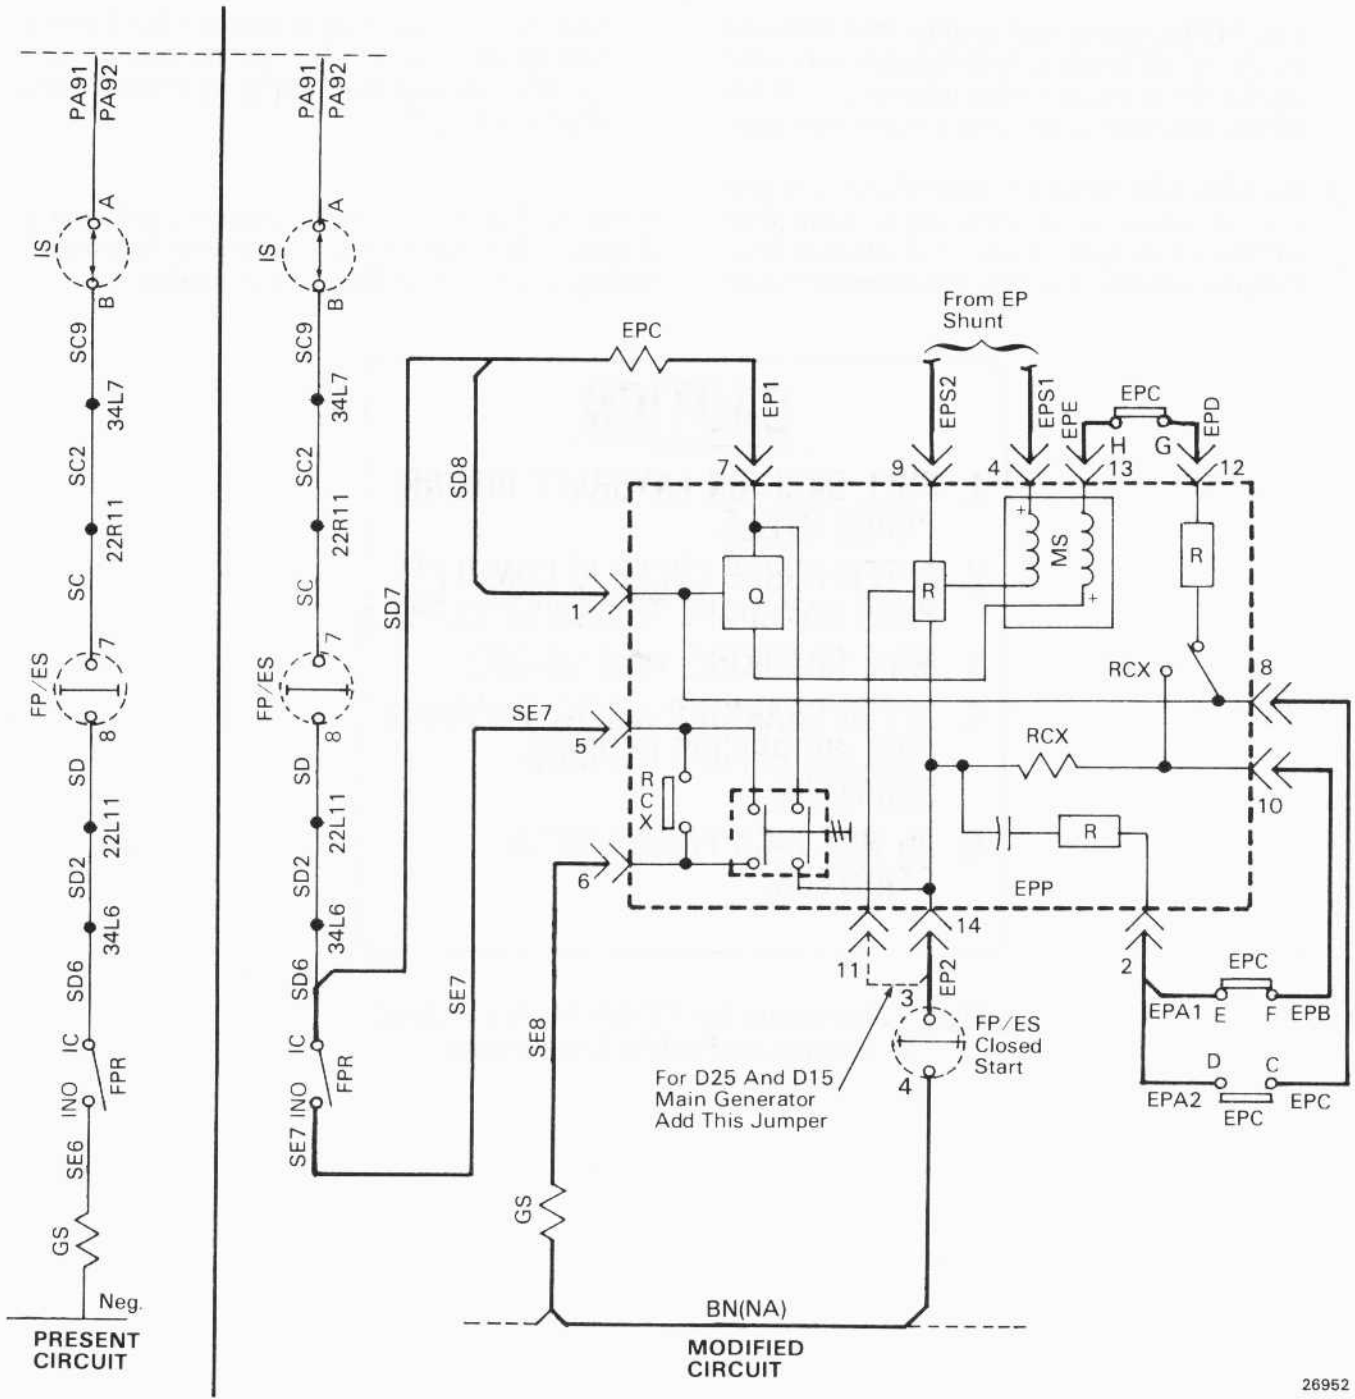 PA91
PA92
A
IS
B
SC9
34L7
SC2
22R11
SC
7
FP/ES
8
SD
22L11
SD2
34L6
SD6
IC
FPR
INO
SE6
GS
Neg.
PRESENT
CIRCUIT
PA91
PA92
A
IS
B
SC9
34L7
SC2
22R11
SC
7
FP/ES
8
SD
22L11
SD2
34L6
SD6
IC
FPR
INO
SE7
SD7
SD8
EPC
EP1
7
1
SE7
5
SE7
6
SE8
GS
From EP
Shunt
EPS2
9
EPS1
4
EPE
13
EPC
H
G
EPD
12
+
MS
+
R
R
Q
RCX
8
RCX
10
R
C
X
R
EPP
11
14
2
EP2
3
FP/ES
Closed
Start
4
For D25 And D15
Main Generator
Add This Jumper
EPC
EPA1
E
F
EPB
D
C
EPA2
EPC
EPC
BN(NA)
MODIFIED
CIRCUIT
26952